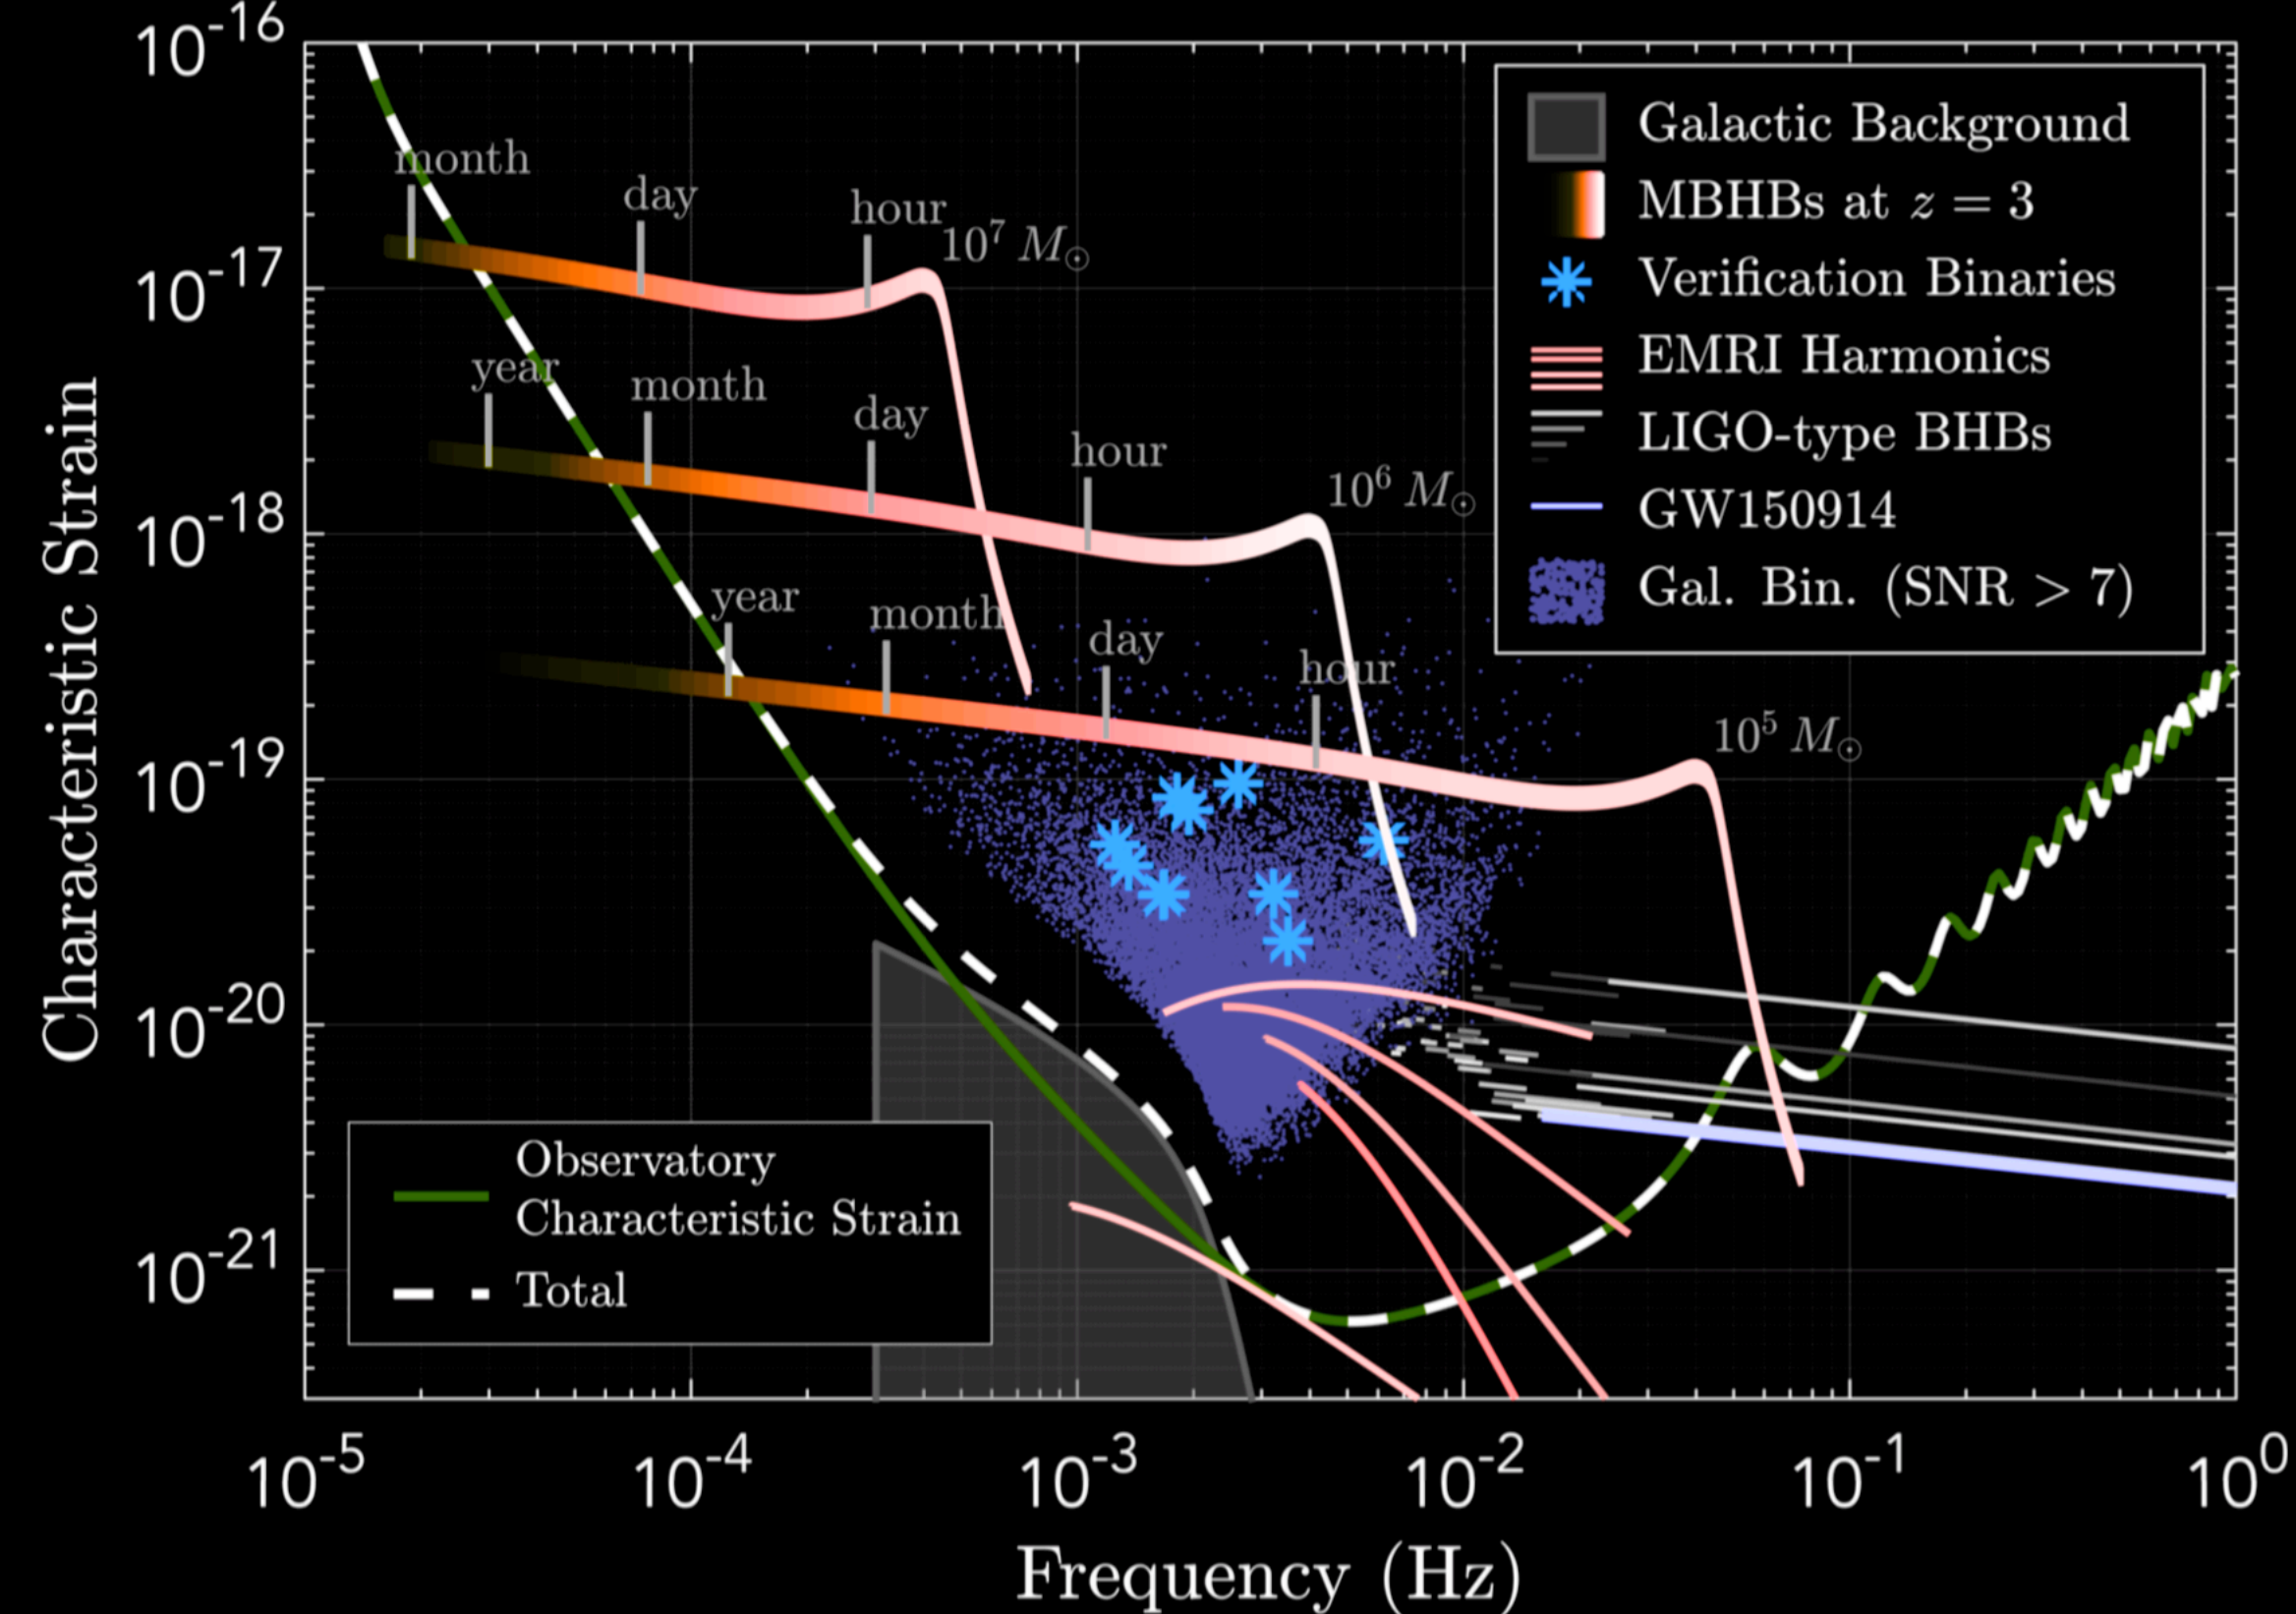 10^-16
10^-17
10^-18
10^-19
10^-20
10^-21
Characteristic Strain
month
day
hour
10^7 M☉
year
month
day
hour
10^6 M☉
year
month
day
hour
10^5 M☉
Galactic Background
MBHBs at z = 3
Verification Binaries
EMRI Harmonics
LIGO-type BHBs
GW150914
Gal. Bin. (SNR > 7)
Observatory
Characteristic Strain
Total
10^-5 10^-4 10^-3 10^-2 10^-1 10^0
Frequency (Hz)